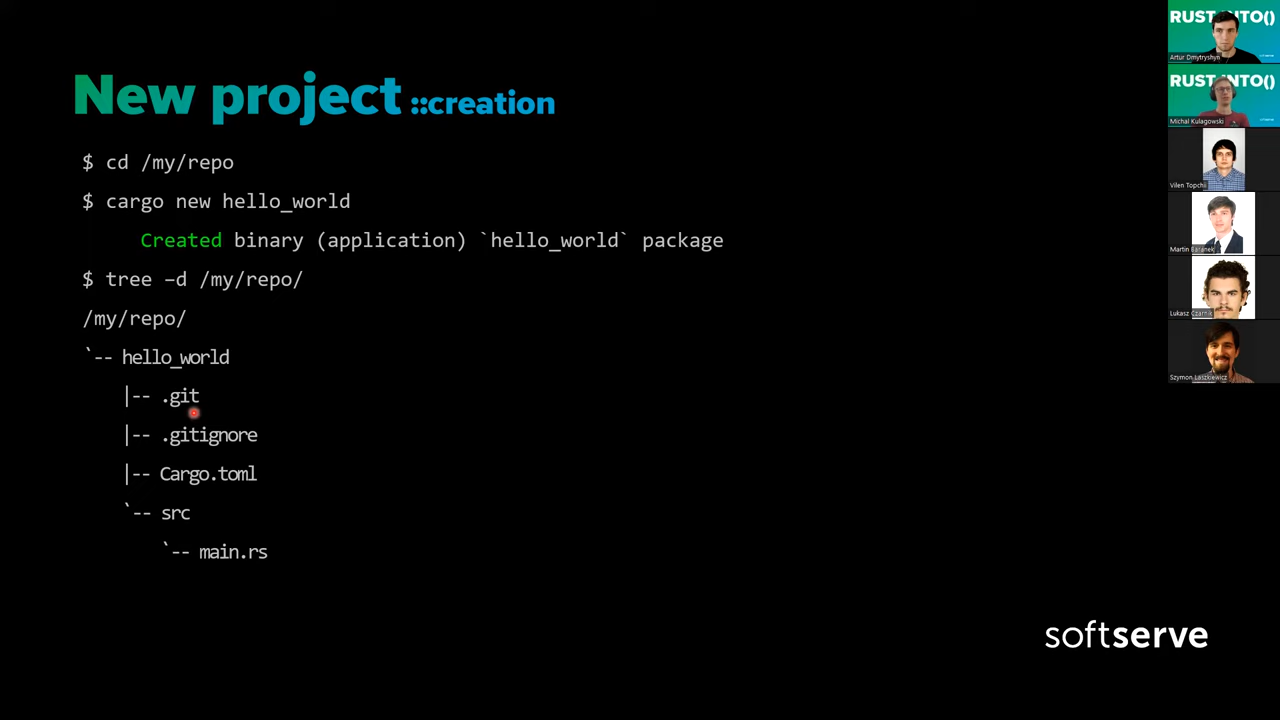 New project ::creation
$ cd /my/repo
$ cargo new hello_world
Created binary (application) `hello_world` package
$ tree –d /my/repo/
/my/repo/
`-- hello_world
|-- .git
|-- .gitignore
|-- Cargo.toml
`-- src
`-- main.rs
softserve
RUST INTO()
Artur Dmytryshyn
RUST INTO()
Michal Kulagowski
Vilen Topchii
Martin Baranek
Lukasz Czarnik
Szymon Laszkiewicz